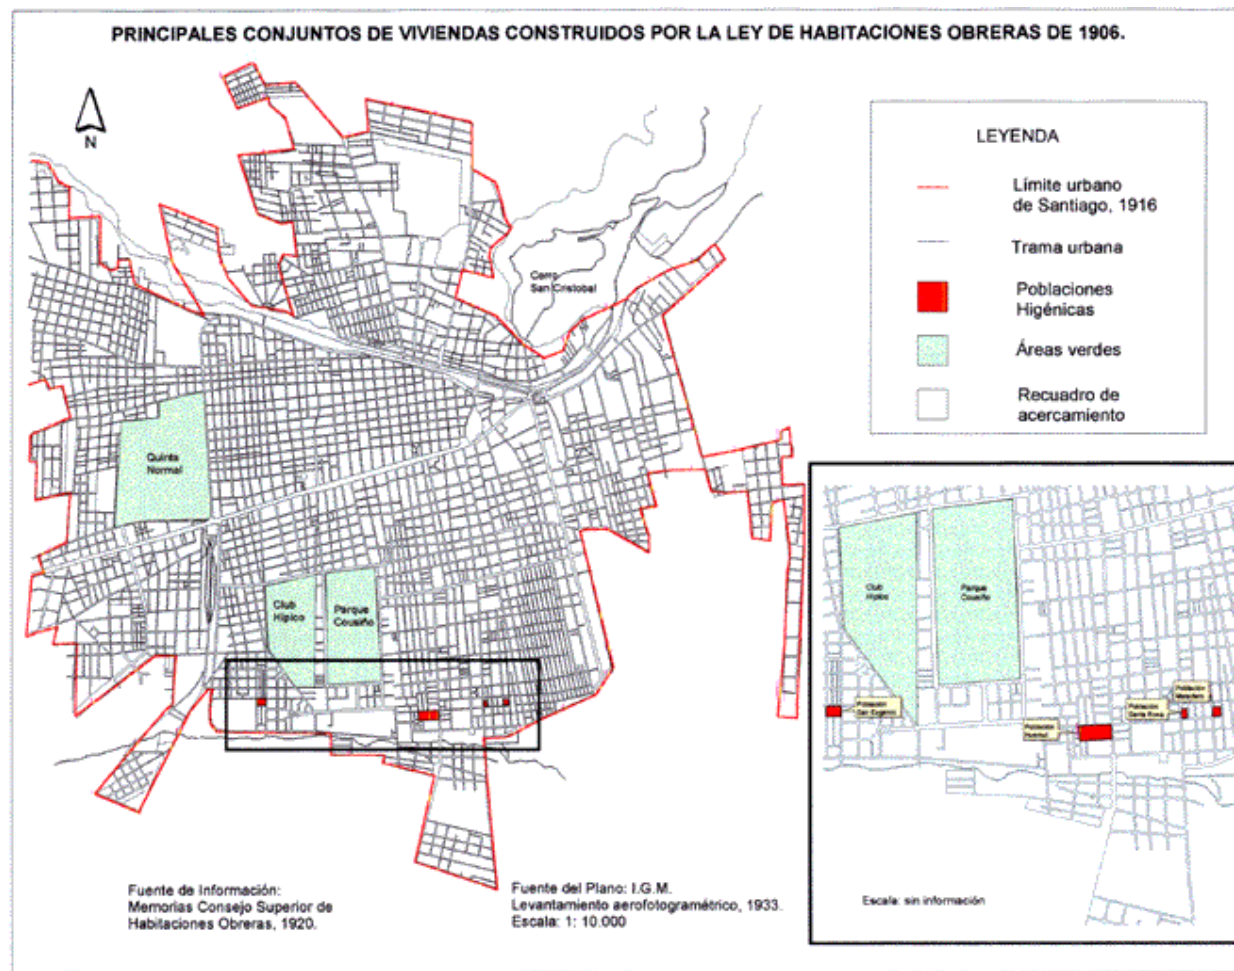 PRINCIPALES CONJUNTOS DE VIVIENDAS CONSTRUIDOS POR LA LEY DE HABITACIONES OBRERAS DE 1906.
N
LEYENDA
Límite urbano
de Santiago, 1916
Trama urbana
Poblaciones
Higénicas
Áreas verdes
Recuadro de
acercamiento
Cerro
San Cristobal
Quinta
Normal
Club
Hípico
Parque
Cousiño
Club
Hípico
Parque
Cousiño
Población
San Eugenio
Población
Huemul
Población
Santa Rosa
Población
Matadero
Escala: sin información
Fuente de Información:
Memorias Consejo Superior de
Habitaciones Obreras, 1920.
Fuente del Plano: I.G.M.
Levantamiento aerofotogramétrico, 1933.
Escala: 1: 10.000